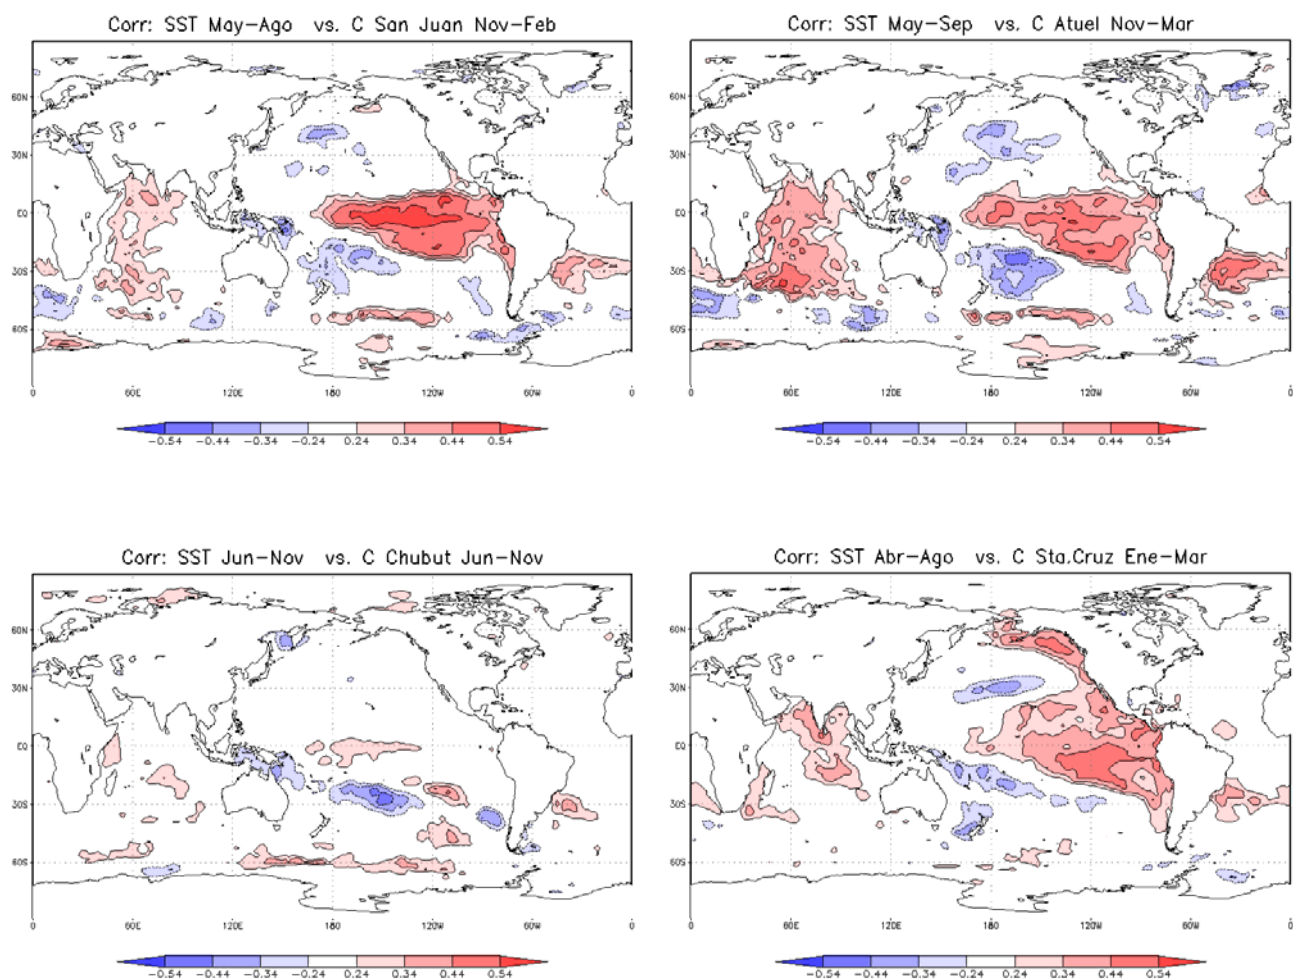 Corr: SST May-Ago vs. C San Juan Nov-Feb
60N
30N
EQ
30S
60S
0 60E 120E 180 120W 60W 0
-0.54 -0.44 -0.34 -0.24 0.24 0.34 0.44 0.54
Corr: SST May-Sep vs. C Atuel Nov-Mar
60N
30N
EQ
30S
60S
0 60E 120E 180 120W 60W 0
-0.54 -0.44 -0.34 -0.24 0.24 0.34 0.44 0.54
Corr: SST Jun-Nov vs. C Chubut Jun-Nov
60N
30N
EQ
30S
60S
0 60E 120E 180 120W 60W 0
-0.54 -0.44 -0.34 -0.24 0.24 0.34 0.44 0.54
Corr: SST Abr-Ago vs. C Sta.Cruz Ene-Mar
60N
30N
EQ
30S
60S
0 60E 120E 180 120W 60W 0
-0.54 -0.44 -0.34 -0.24 0.24 0.34 0.44 0.54